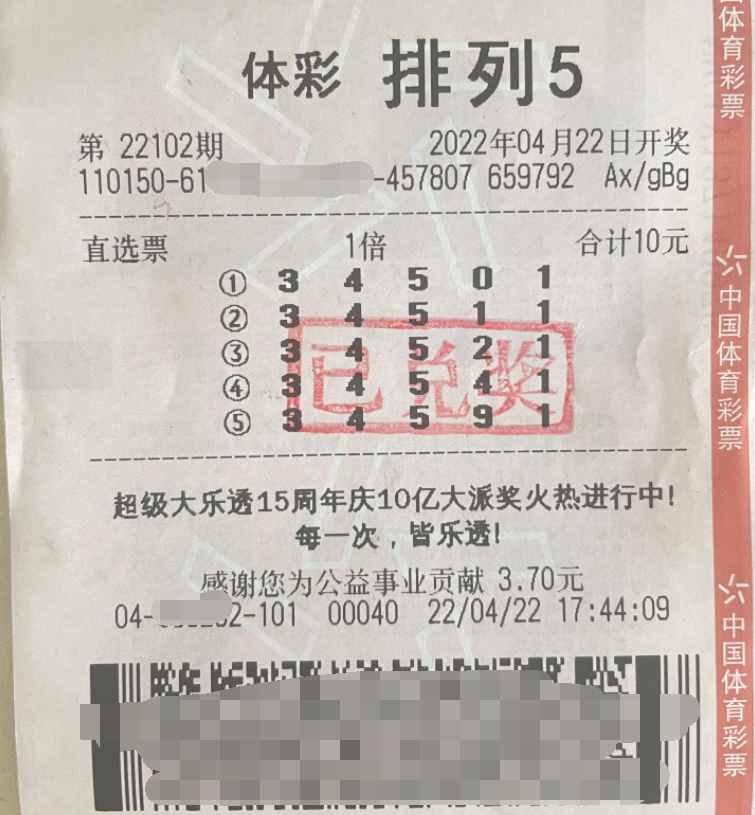 体彩 排列5
第 22102期 2022年04月22日开奖
110150-61 -457807 659792 Ax/gBg
直选票 1倍 合计10元
① 3 4 5 0 1
② 3 4 5 1 1
③ 3 4 5 2 1
④ 3 4 5 4 1
⑤ 3 4 5 9 1
已兑奖
超级大乐透15周年庆10亿大派奖火热进行中!
每一次，皆乐透!
感谢您为公益事业贡献 3.70元
04- 2-101 00040 22/04/22 17:44:09
体育彩票
中国体育彩票
中国体育彩票